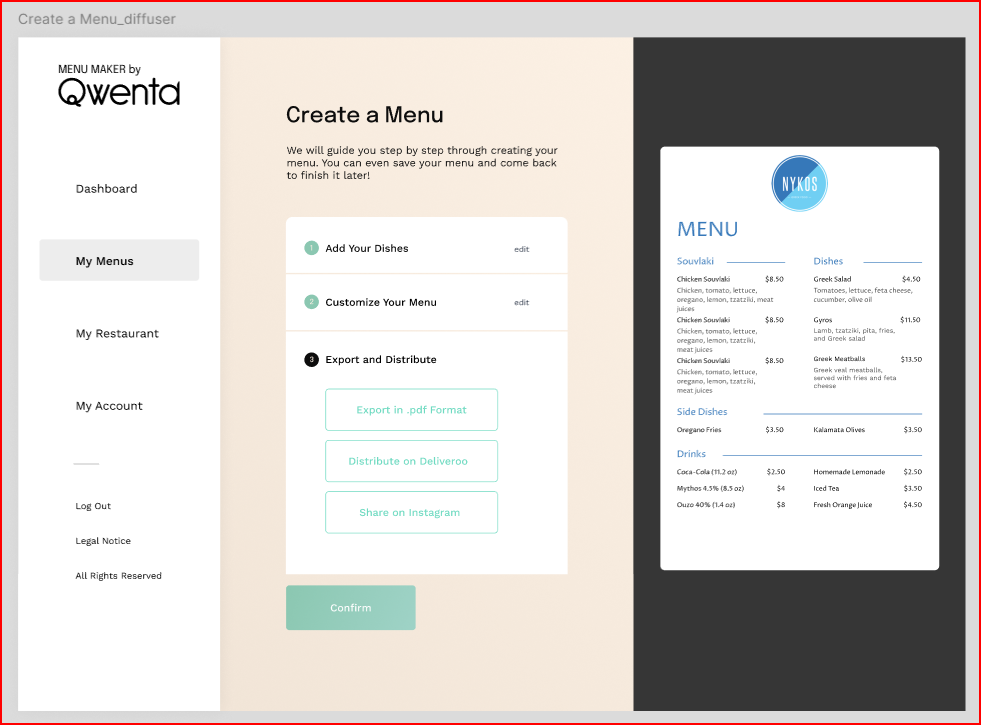 Create a Menu_diffuser
MENU MAKER by
Qwenta
Dashboard
My Menus
My Restaurant
My Account
Log Out
Legal Notice
All Rights Reserved
Create a Menu
We will guide you step by step through creating your
menu. You can even save your menu and come back
to finish it later!
1 Add Your Dishes edit
2 Customize Your Menu edit
3 Export and Distribute
Export in .pdf Format
Distribute on Deliveroo
Share on Instagram
Confirm
NYKOS
MENU
Souvlaki
Chicken Souvlaki $8.50
Chicken, tomato, lettuce,
oregano, lemon, tzatziki, meat
juices
Chicken Souvlaki $8.50
Chicken, tomato, lettuce,
oregano, lemon, tzatziki,
meat juices
Chicken Souvlaki $8.50
Chicken, tomato, lettuce,
oregano, lemon, tzatziki,
meat juices
Dishes
Greek Salad $4.50
Tomatoes, lettuce, feta cheese,
cucumber, olive oil
Gyros $11.50
Lamb, tzatziki, pita, fries,
and Greek salad
Greek Meatballs $13.50
Greek veal meatballs,
served with fries and feta
cheese
Side Dishes
Oregano Fries $3.50 Kalamata Olives $3.50
Drinks
Coca-Cola (11.2 oz) $2.50 Homemade Lemonade $2.50
Mythos 4.5% (8.5 oz) $4 Iced Tea $3.50
Ouzo 40% (1.4 oz) $8 Fresh Orange Juice $4.50